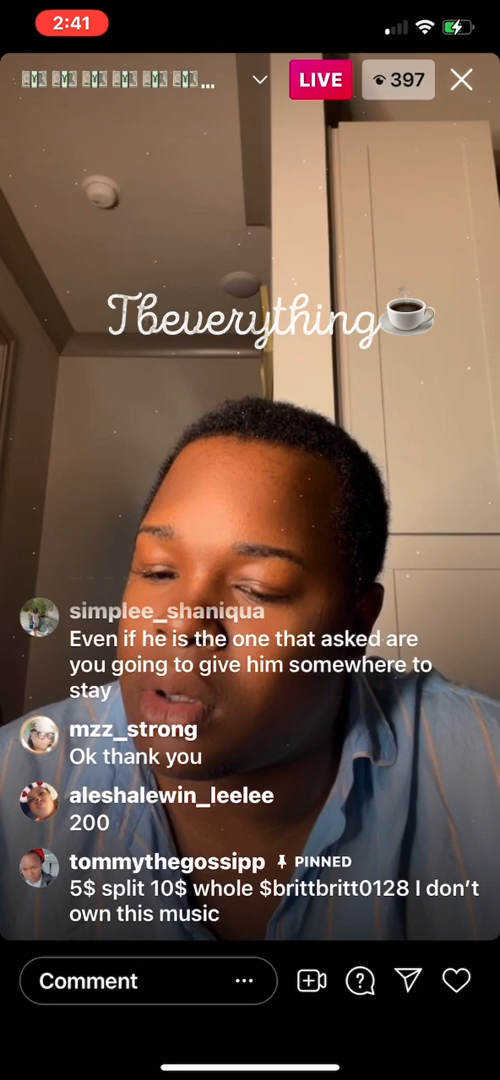 2:41
LIVE
397
Tbeverything
simplee_shaniqua
Even if he is the one that asked are
you going to give him somewhere to
stay
mzz_strong
Ok thank you
aleshalewin_leelee
200
tommythegossipp PINNED
5$ split 10$ whole $brittbritt0128 I don’t
own this music
Comment